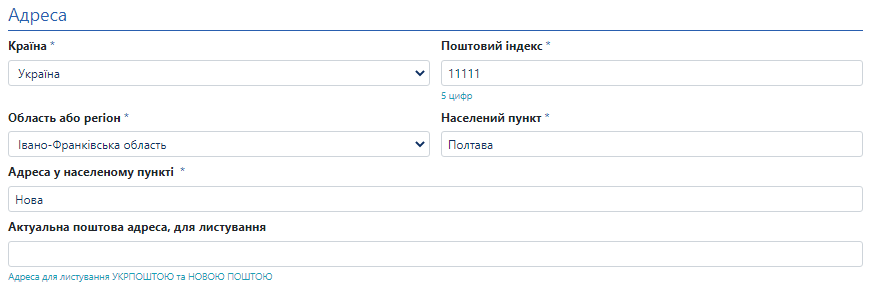 Адреса
Країна * Поштовий індекс *
Україна 11111
5 цифр
Область або регіон * Населений пункт *
Івано-Франківська область Полтава
Адреса у населеному пункті *
Нова
Актуальна поштова адреса, для листування
Адреса для листування УКРПОШТОЮ та НОВОЮ ПОШТОЮ